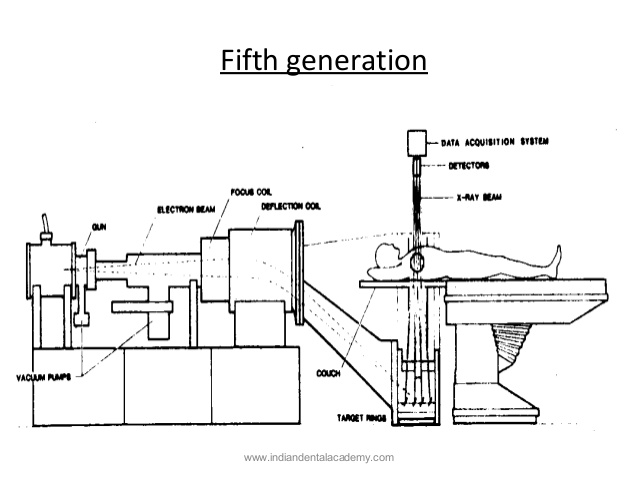 Fifth generation
DATA ACQUISITION SYSTEM
DETECTORS
X-RAY BEAM
FOCUS COIL
DEFLECTION COIL
ELECTRON BEAM
GUN
VACUUM PUMPS
COUCH
TARGET RINGS
www.indiandentalacademy.com